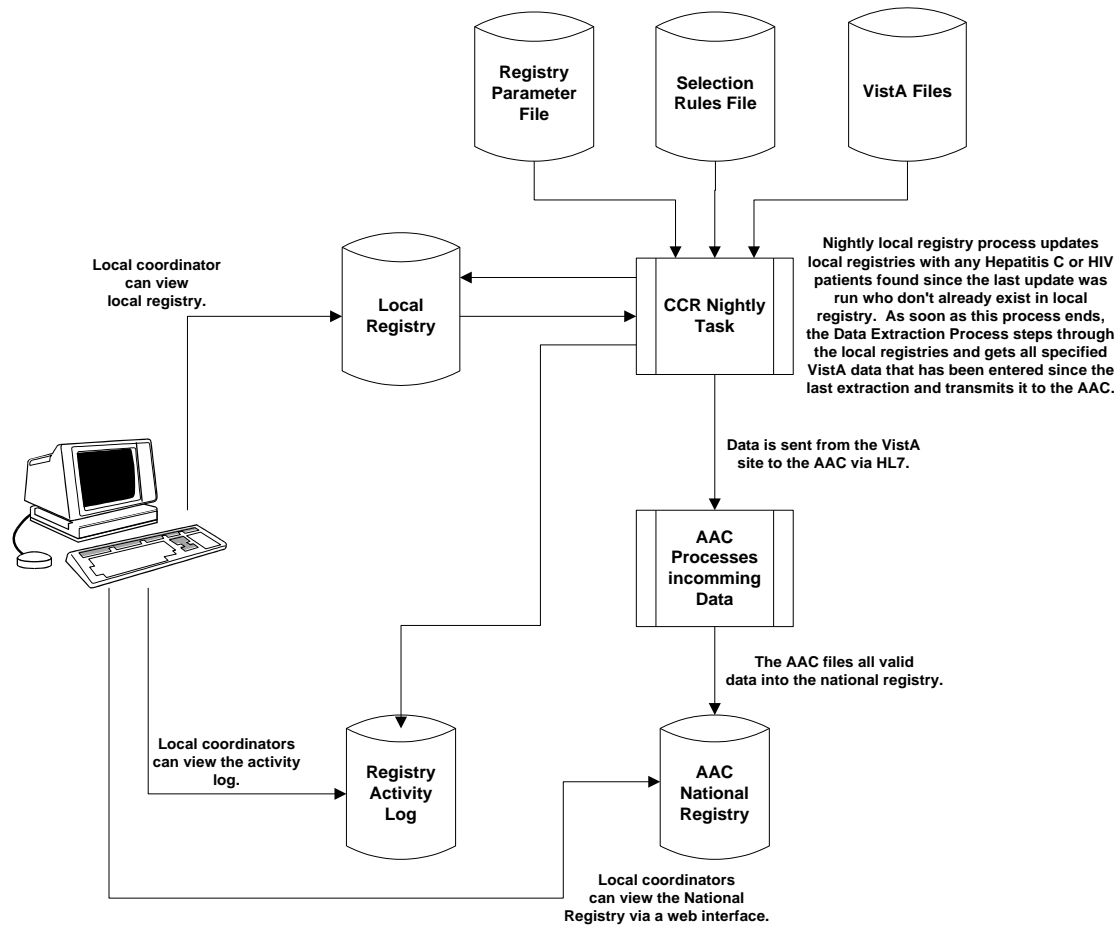 Registry
Parameter
File
Selection
Rules File
VistA Files
Local coordinator
can view
local registry.
Local
Registry
CCR Nightly
Task
Nightly local registry process updates
local registries with any Hepatitis C or HIV
patients found since the last update was
run who don't already exist in local
registry.  As soon as this process ends,
the Data Extraction Process steps through
the local registries and gets all specified
VistA data that has been entered since the
last extraction and transmits it to the AAC.
Data is sent from the VistA
site to the AAC via HL7.
AAC
Processes
incomming
Data
The AAC files all valid
data into the national registry.
Local coordinators
can view the activity
log.
Registry
Activity
Log
AAC
National
Registry
Local coordinators
can view the National
Registry via a web interface.